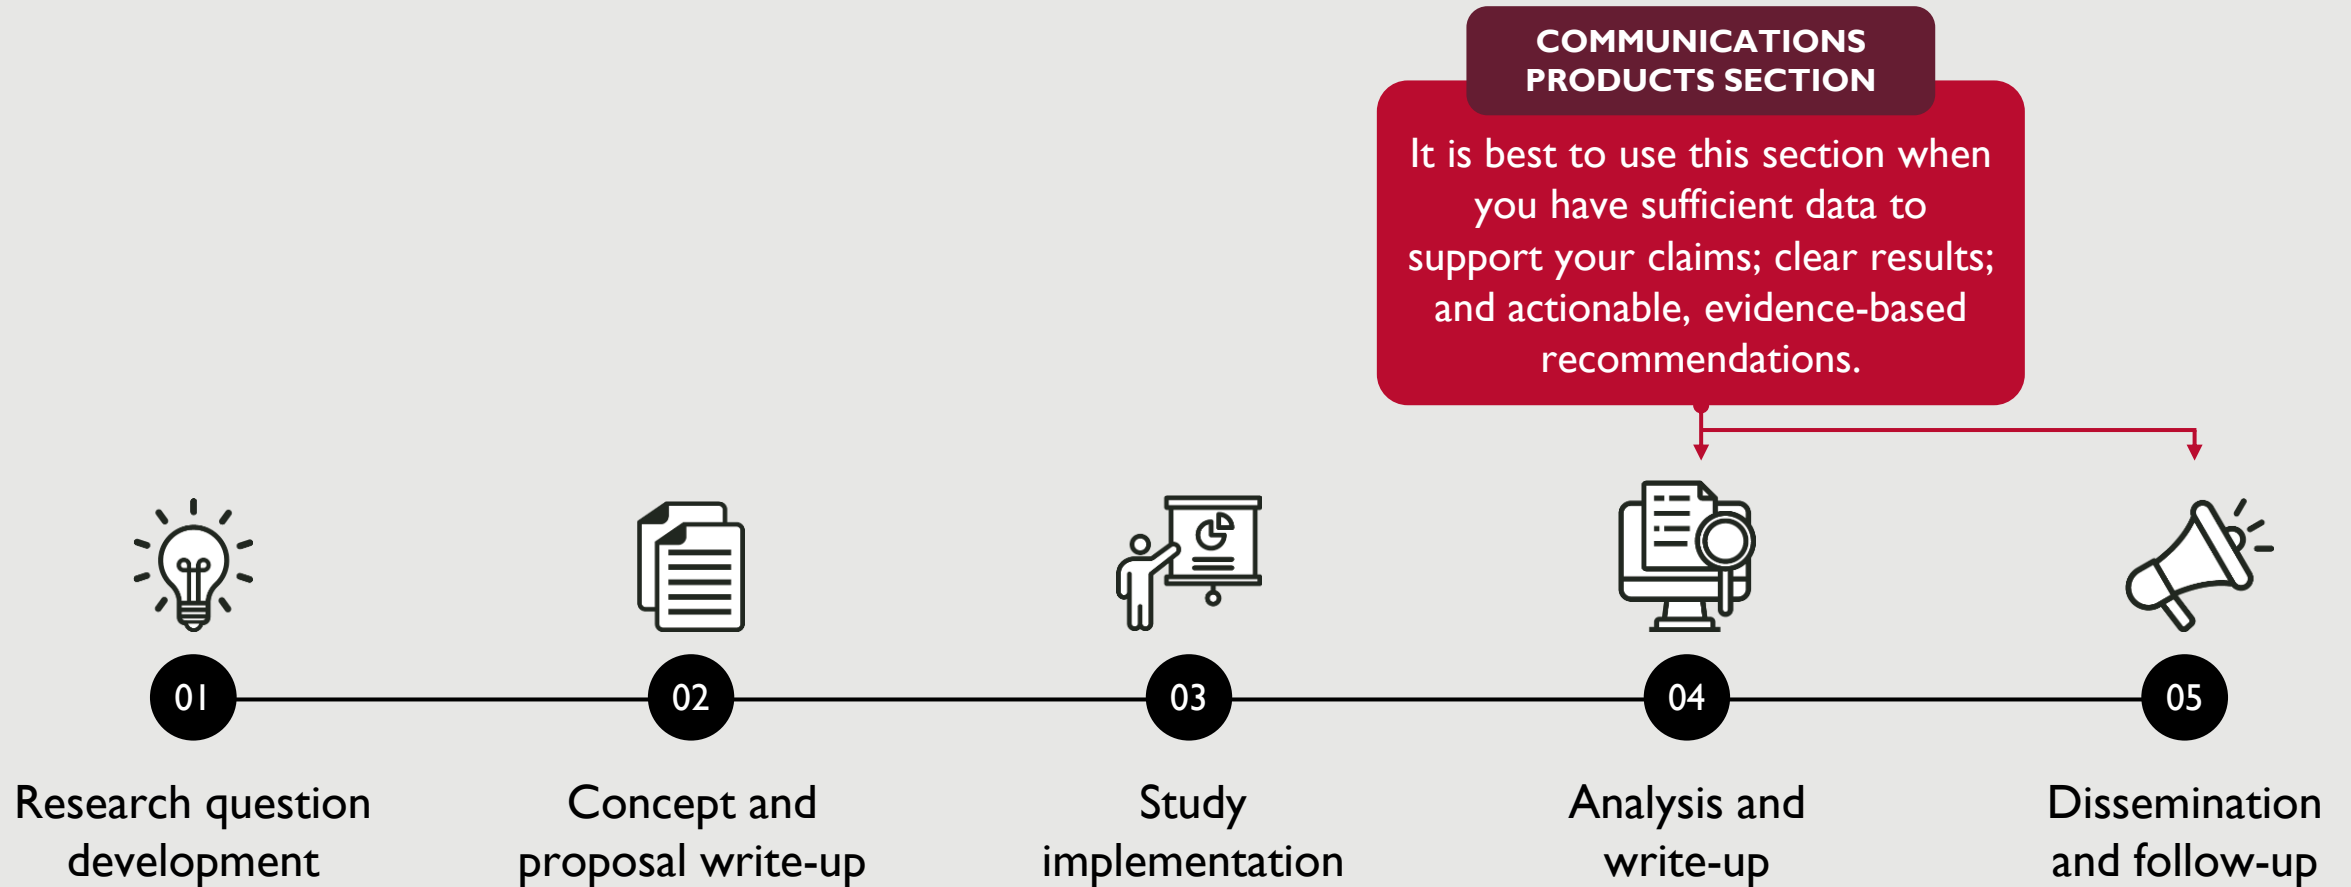 COMMUNICATIONS
PRODUCTS SECTION
It is best to use this section when
you have sufficient data to
support your claims; clear results;
and actionable, evidence-based
recommendations.
01
02
03
04
05
Research question
development
Concept and
proposal write-up
Study
implementation
Analysis and
write-up
Dissemination
and follow-up